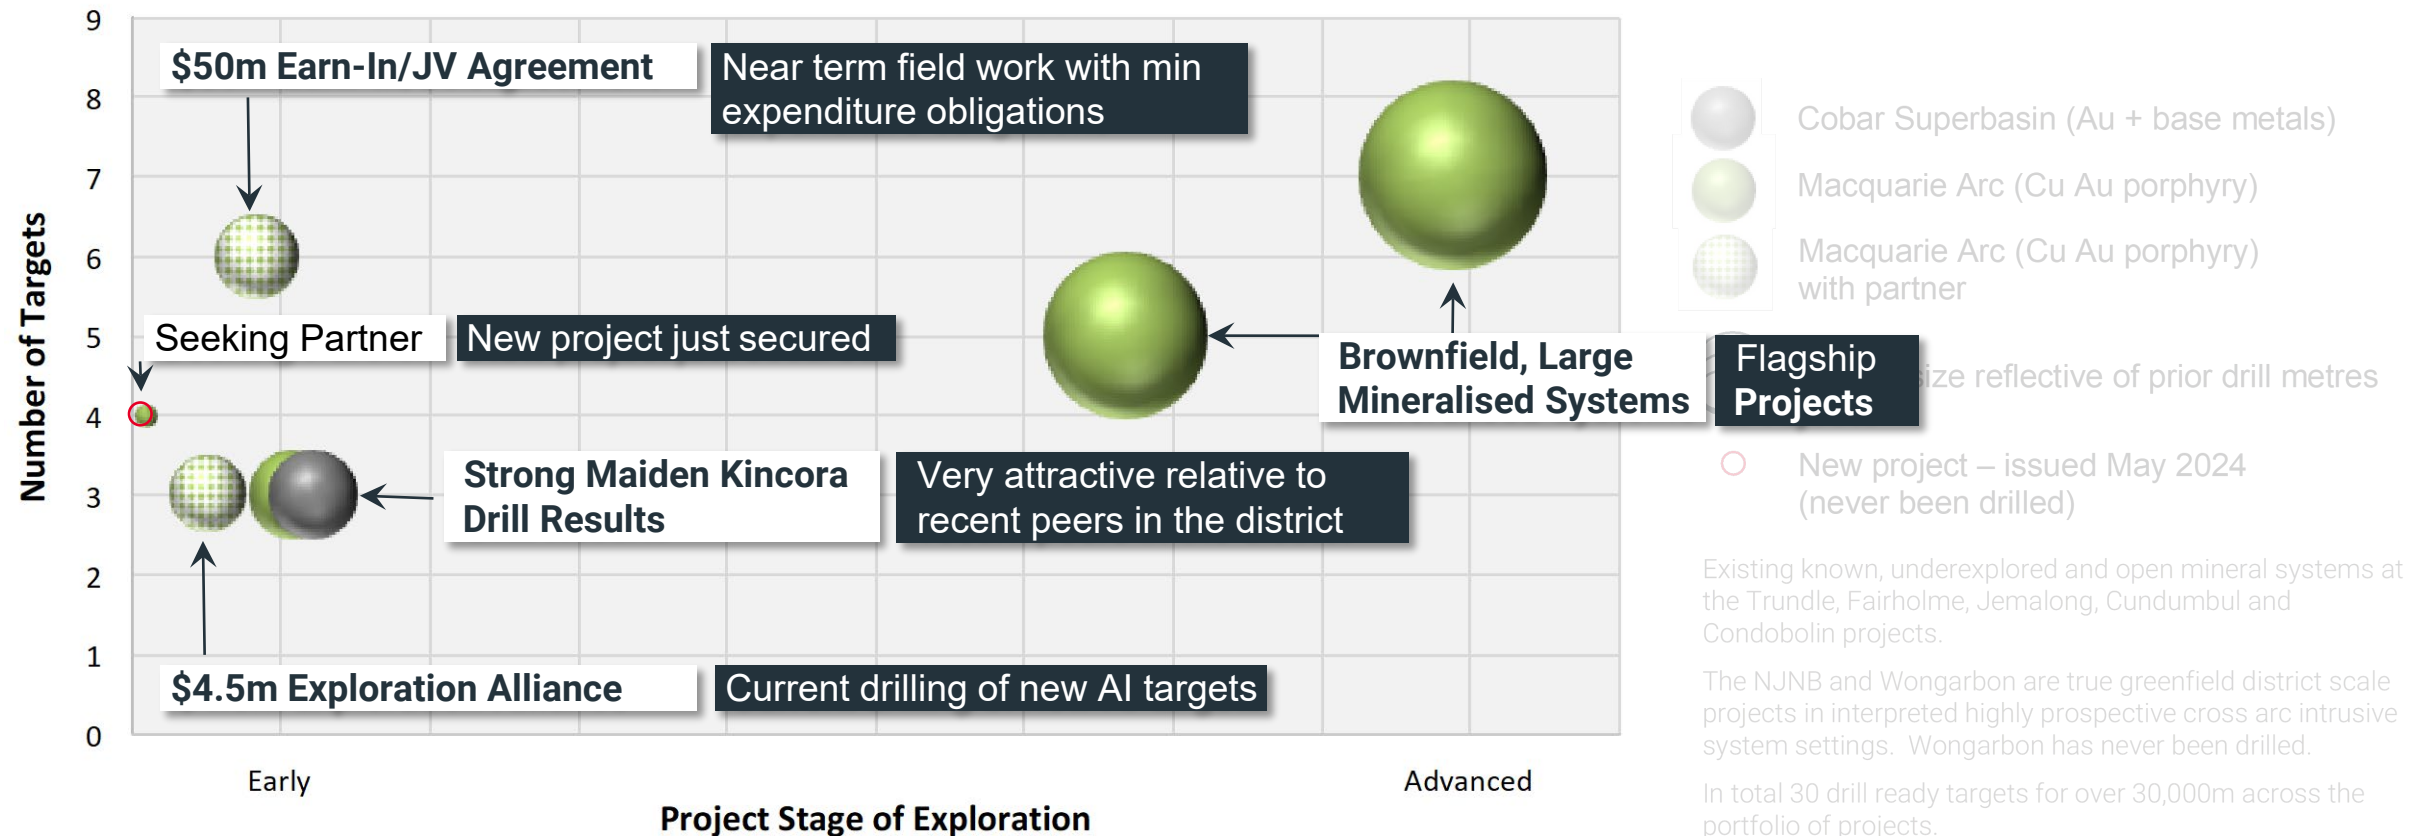 9
8
7
6
5
4
3
2
1
0
Number of Targets
$50m Earn-In/JV Agreement
Near term field work with min
expenditure obligations
Seeking Partner
New project just secured
Brownfield, Large
Mineralised Systems
Flagship
Projects
Strong Maiden Kincora
Drill Results
Very attractive relative to
recent peers in the district
$4.5m Exploration Alliance
Current drilling of new AI targets
Early
Advanced
Project Stage of Exploration
Cobar Superbasin (Au + base metals)
Macquarie Arc (Cu Au porphyry)
Macquarie Arc (Cu Au porphyry)
with partner
size reflective of prior drill metres
New project – issued May 2024
(never been drilled)
Existing known, underexplored and open mineral systems at
the Trundle, Fairholme, Jemalong, Cundumbul and
Condobolin projects.
The NJNB and Wongarbon are true greenfield district scale
projects in interpreted highly prospective cross arc intrusive
system settings. Wongarbon has never been drilled.
In total 30 drill ready targets for over 30,000m across the
portfolio of projects.